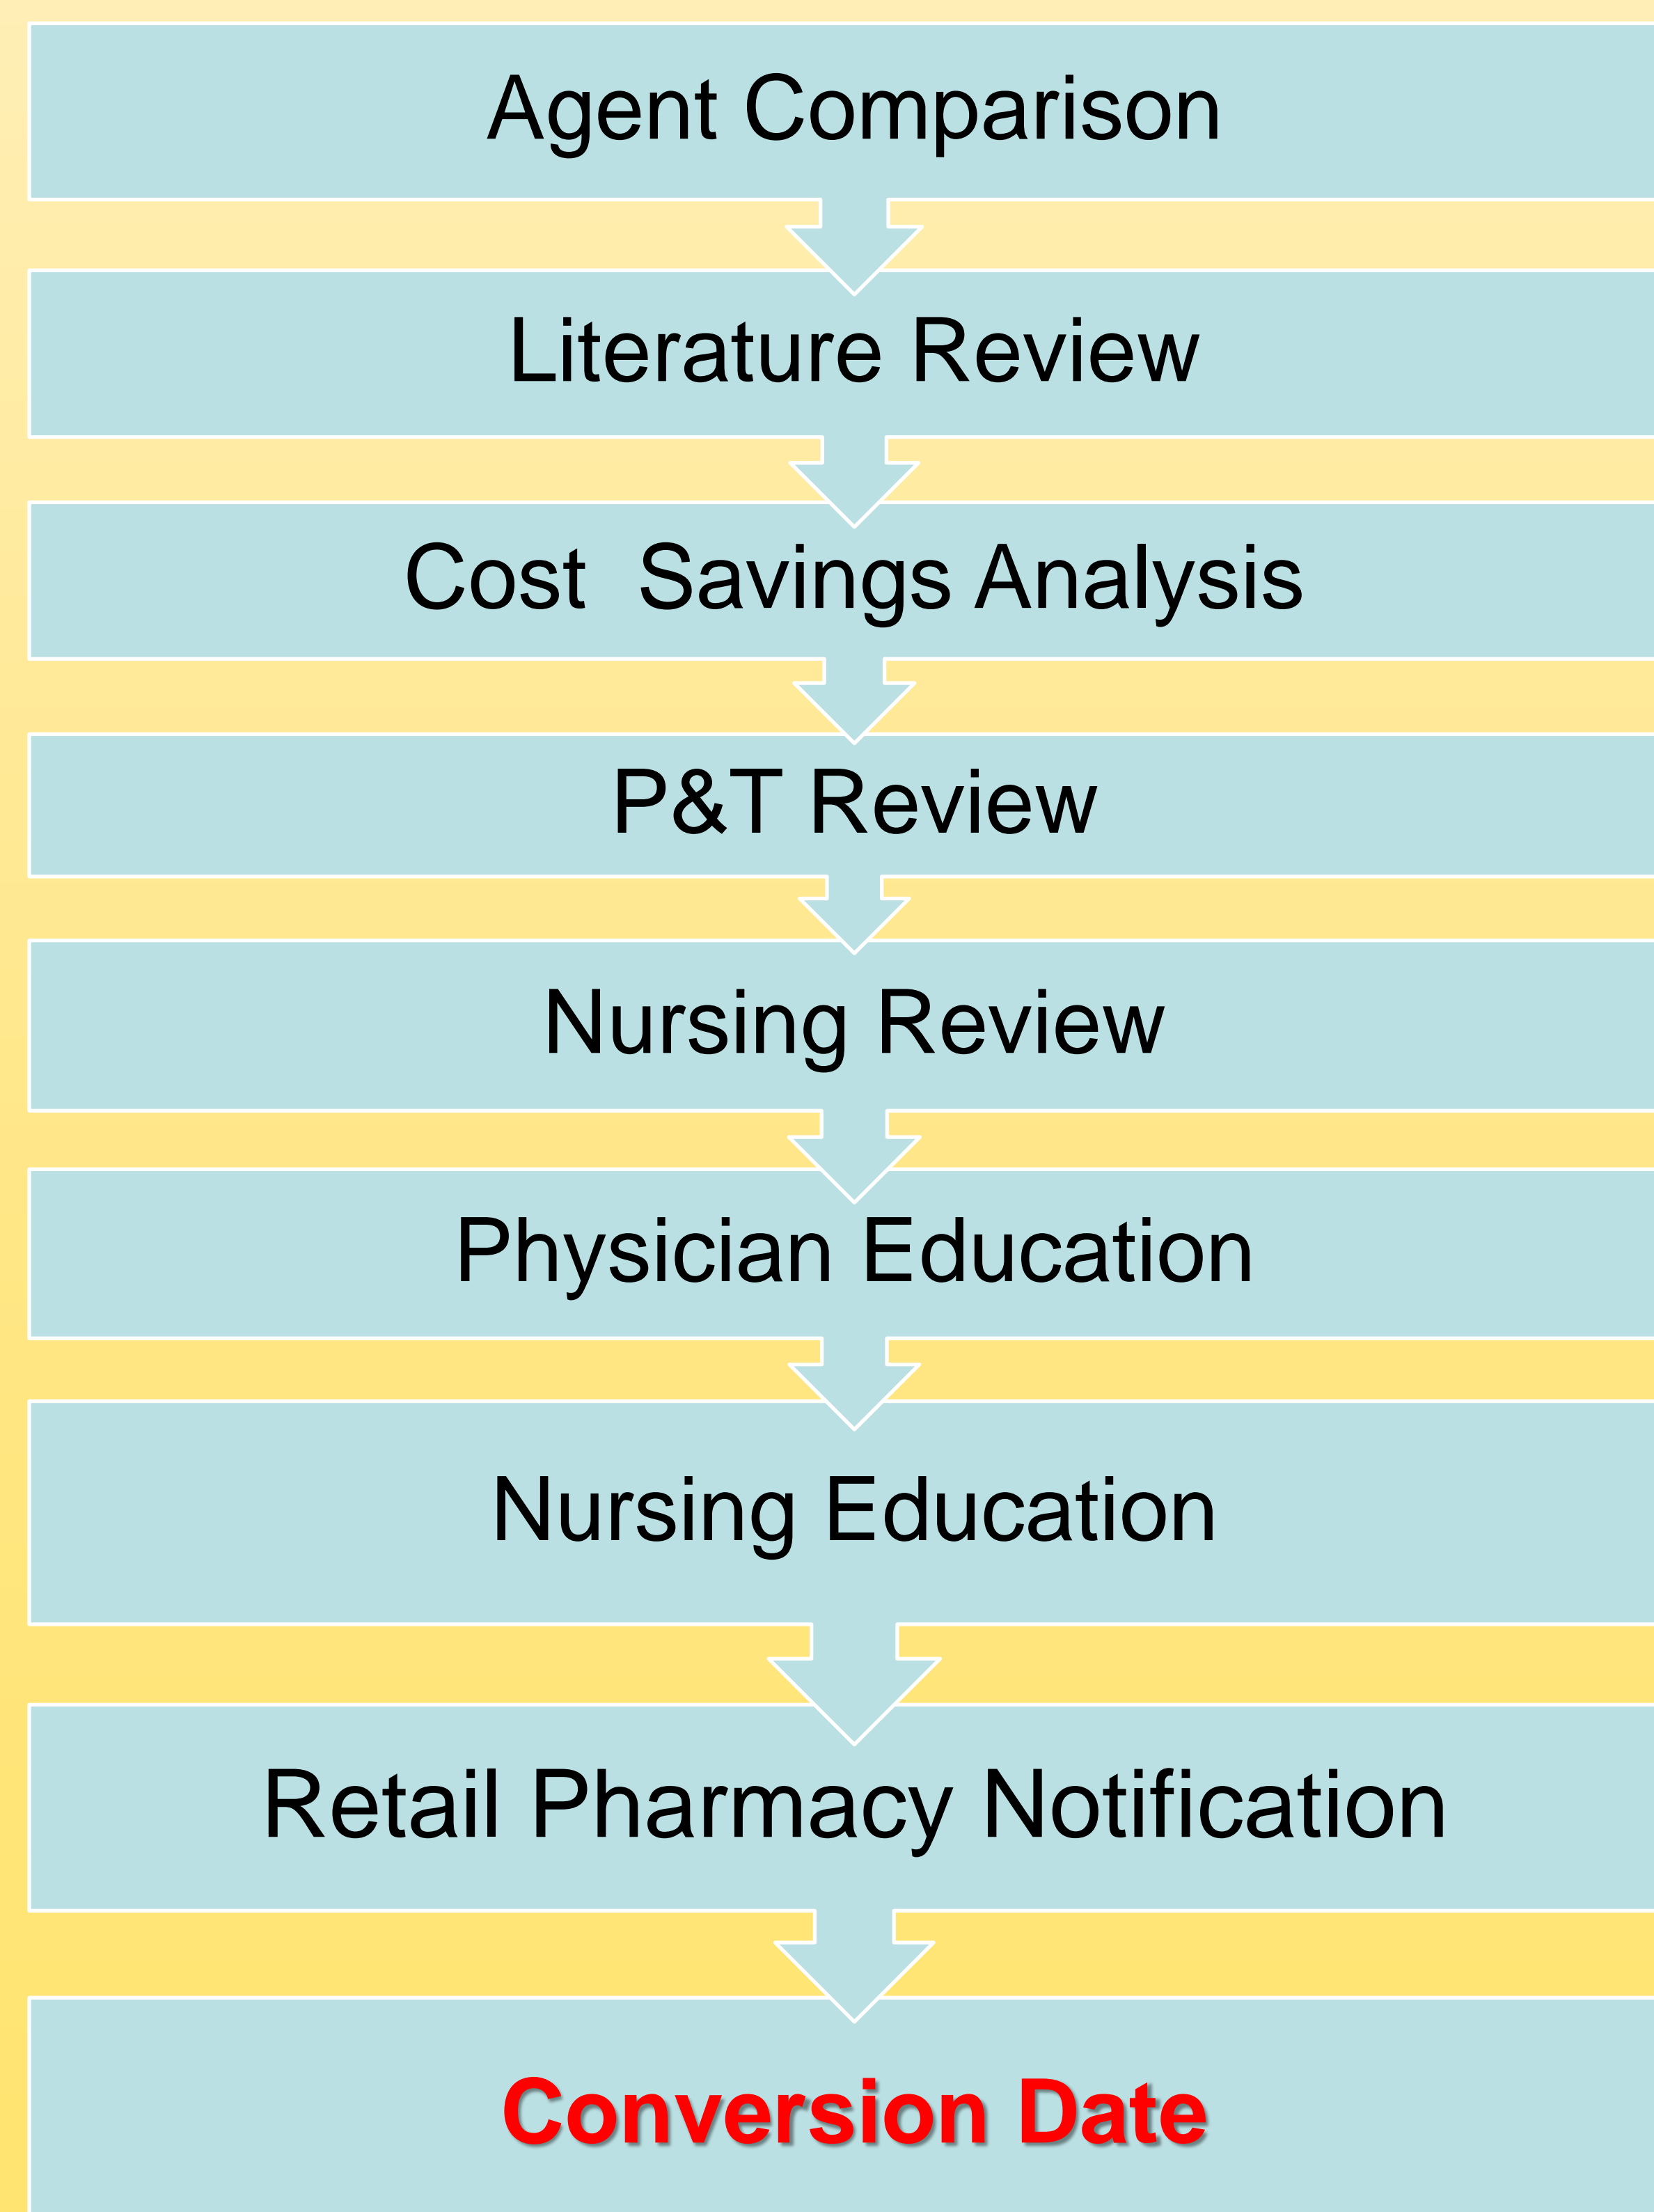 Agent Comparison
Literature Review
Cost  Savings Analysis
P&T Review
Nursing Review
Physician Education
Nursing Education
Retail Pharmacy Notification
Conversion Date